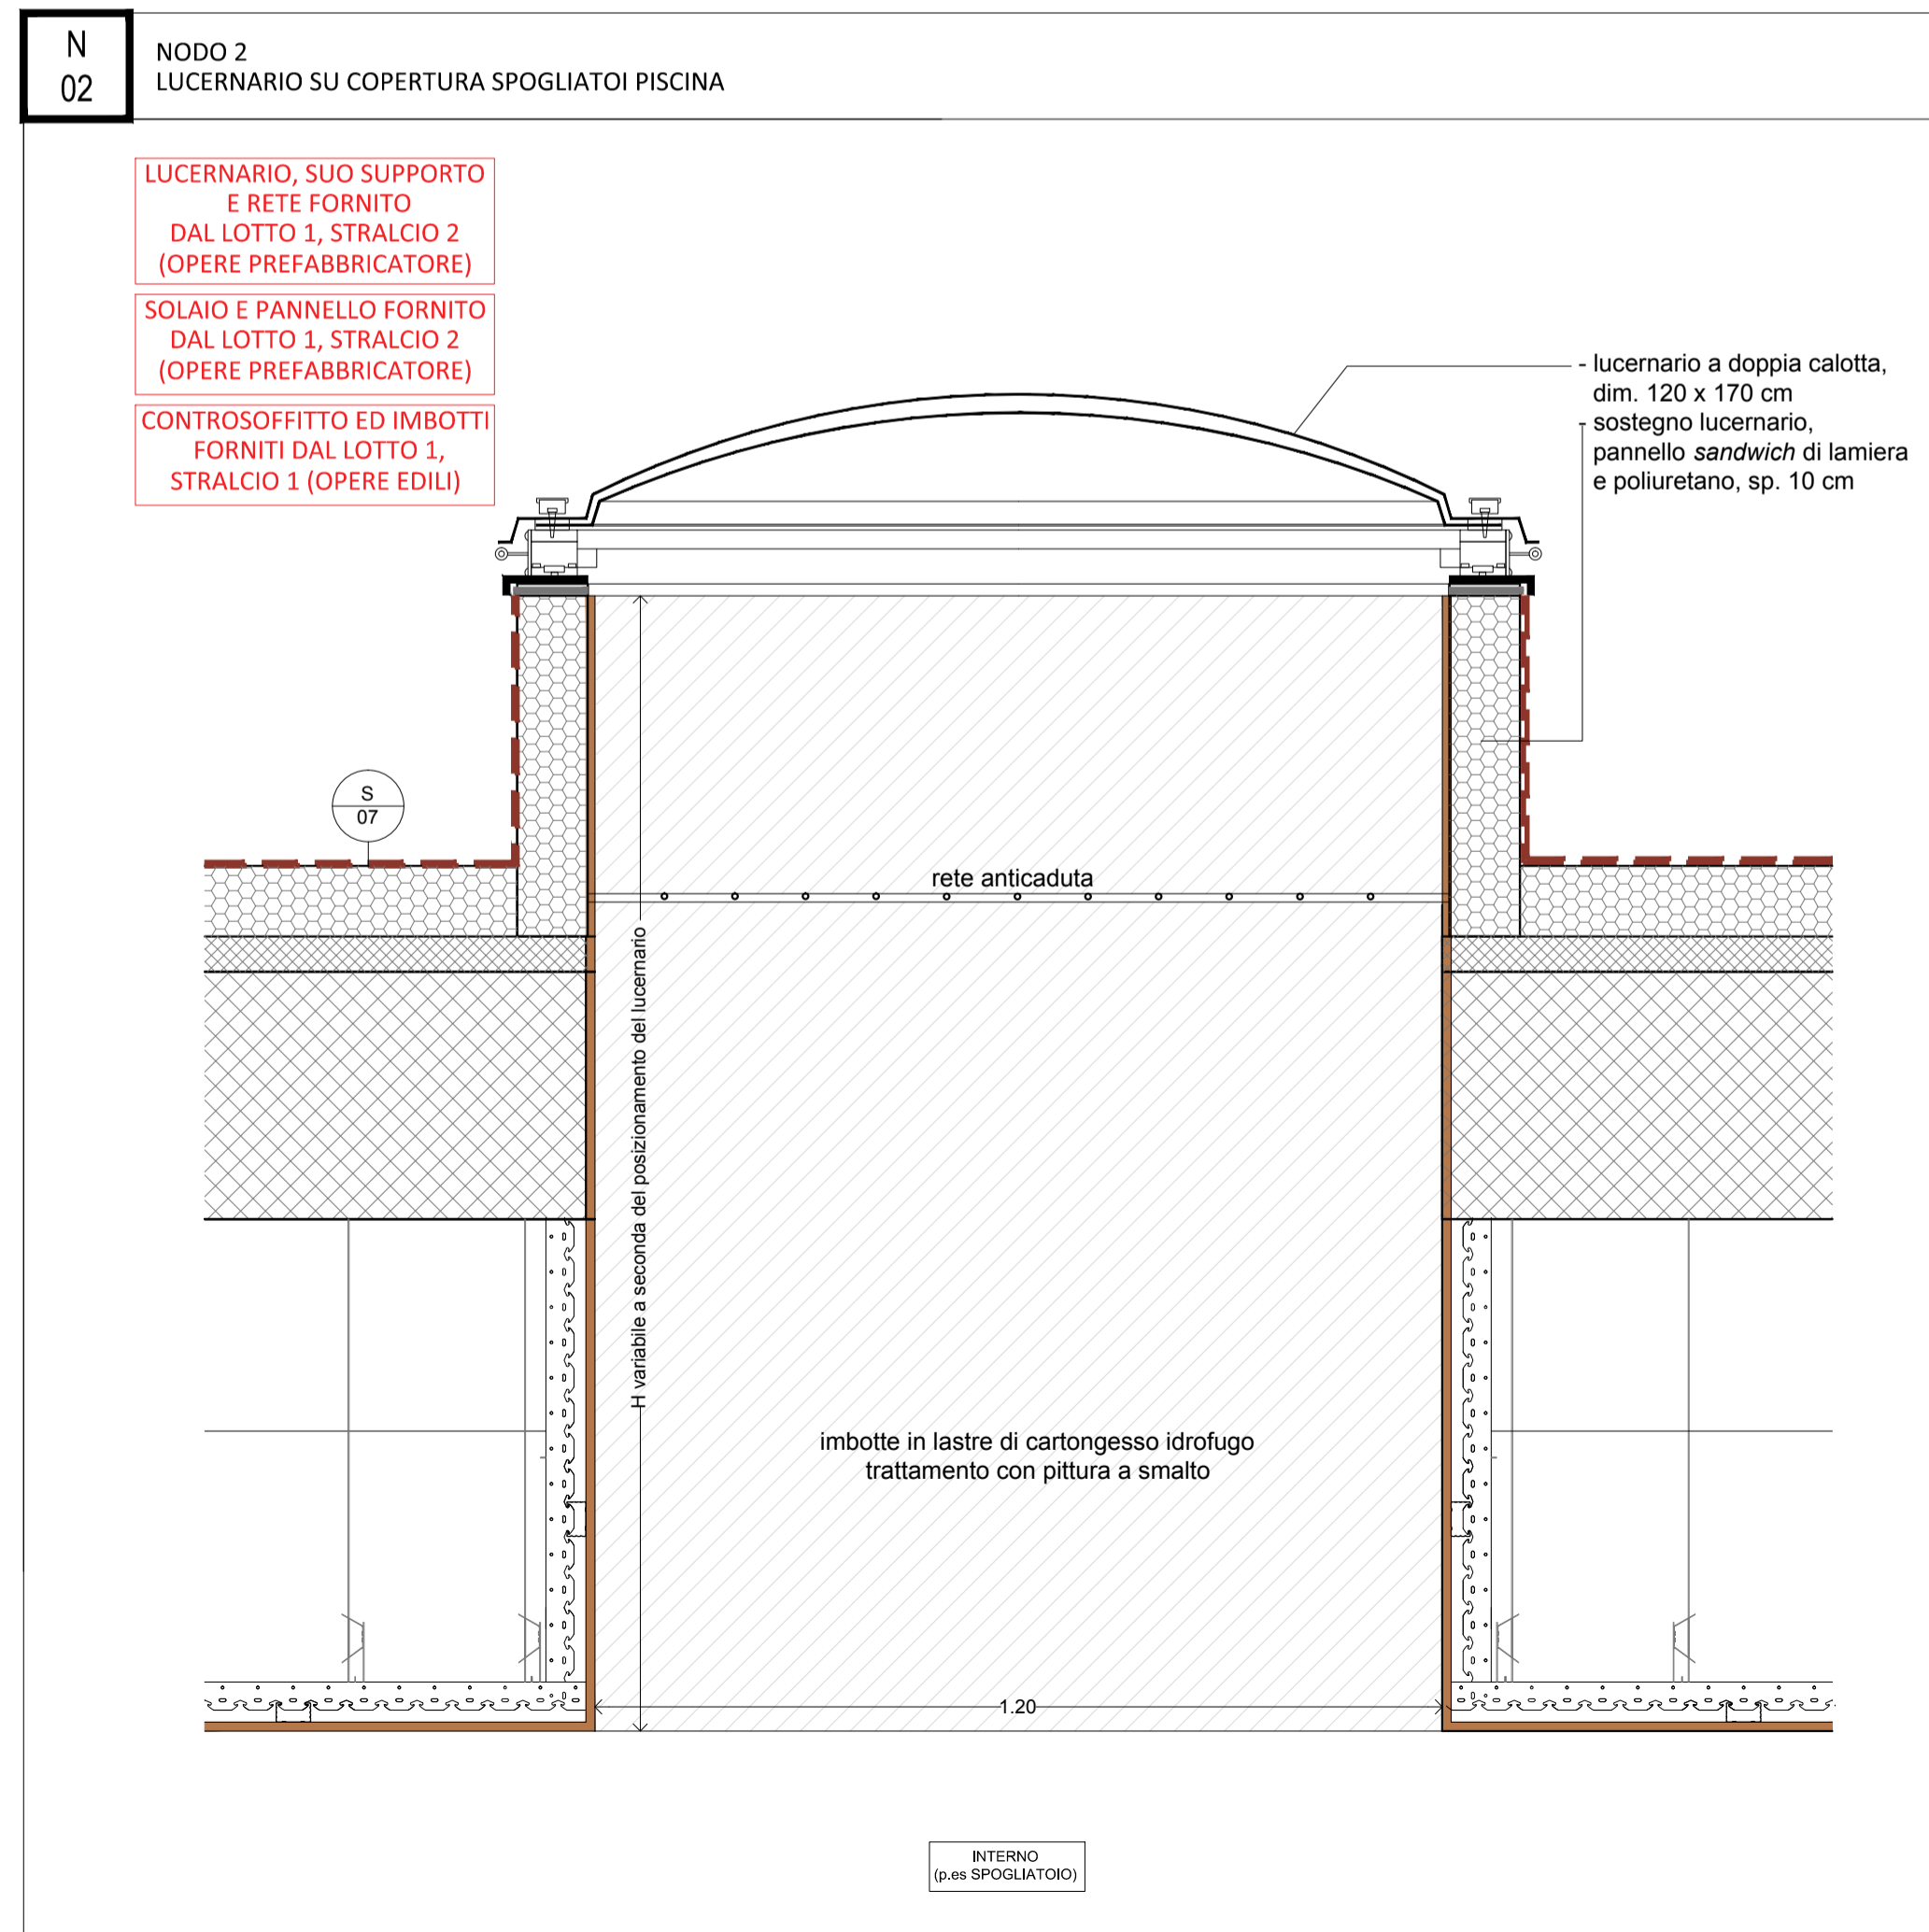 N
02
NODO 2
LUCERNARIO SU COPERTURA SPOGLIATOI PISCINA
LUCERNARIO, SUO SUPPORTO
E RETE FORNITO
DAL LOTTO 1, STRALCIO 2
(OPERE PREFABBRICATORE)
SOLAIO E PANNELLO FORNITO
DAL LOTTO 1, STRALCIO 2
(OPERE PREFABBRICATORE)
CONTROSOFFITTO ED IMBOTTI
FORNITI DAL LOTTO 1,
STRALCIO 1 (OPERE EDILI)
- lucernario a doppia calotta,
dim. 120 x 170 cm
- sostegno lucernario,
pannello sandwich di lamiera
e poliuretano, sp. 10 cm
S
07
rete anticaduta
H variabile a seconda del posizionamento del lucernario
imbotte in lastre di cartongesso idrofugo
trattamento con pittura a smalto
1.20
INTERNO
(p.es SPOGLIATOIO)